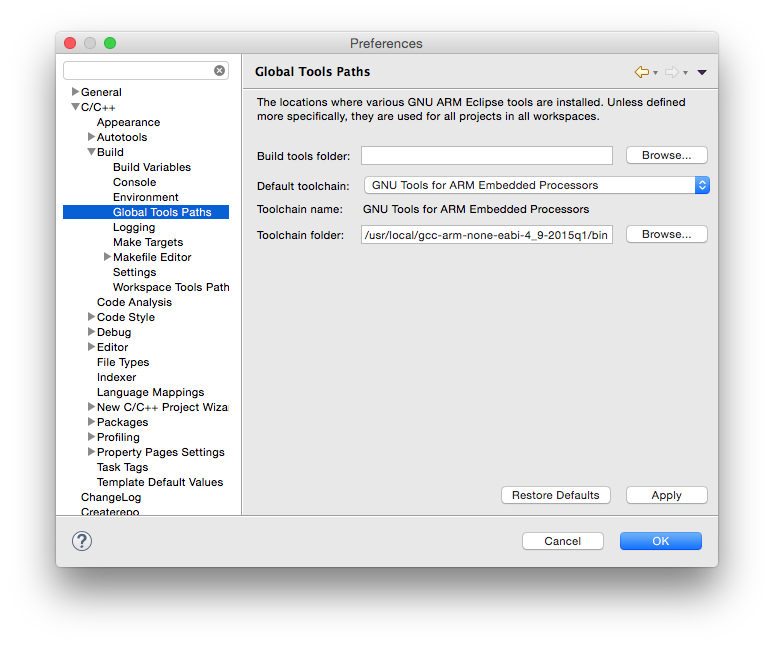 Preferences
General
C/C++
Appearance
Autotools
Build
Build Variables
Console
Environment
Global Tools Paths
Logging
Make Targets
Makefile Editor
Settings
Workspace Tools Path
Code Analysis
Code Style
Debug
Editor
File Types
Indexer
Language Mappings
New C/C++ Project Wiza
Packages
Profiling
Property Pages Settings
Task Tags
Template Default Values
ChangeLog
Createrepo
Global Tools Paths
The locations where various GNU ARM Eclipse tools are installed. Unless defined
more specifically, they are used for all projects in all workspaces.
Build tools folder: Browse...
Default toolchain: GNU Tools for ARM Embedded Processors
Toolchain name: GNU Tools for ARM Embedded Processors
Toolchain folder: /usr/local/gcc-arm-none-eabi-4_9-2015q1/bin Browse...
Restore Defaults Apply
? Cancel OK